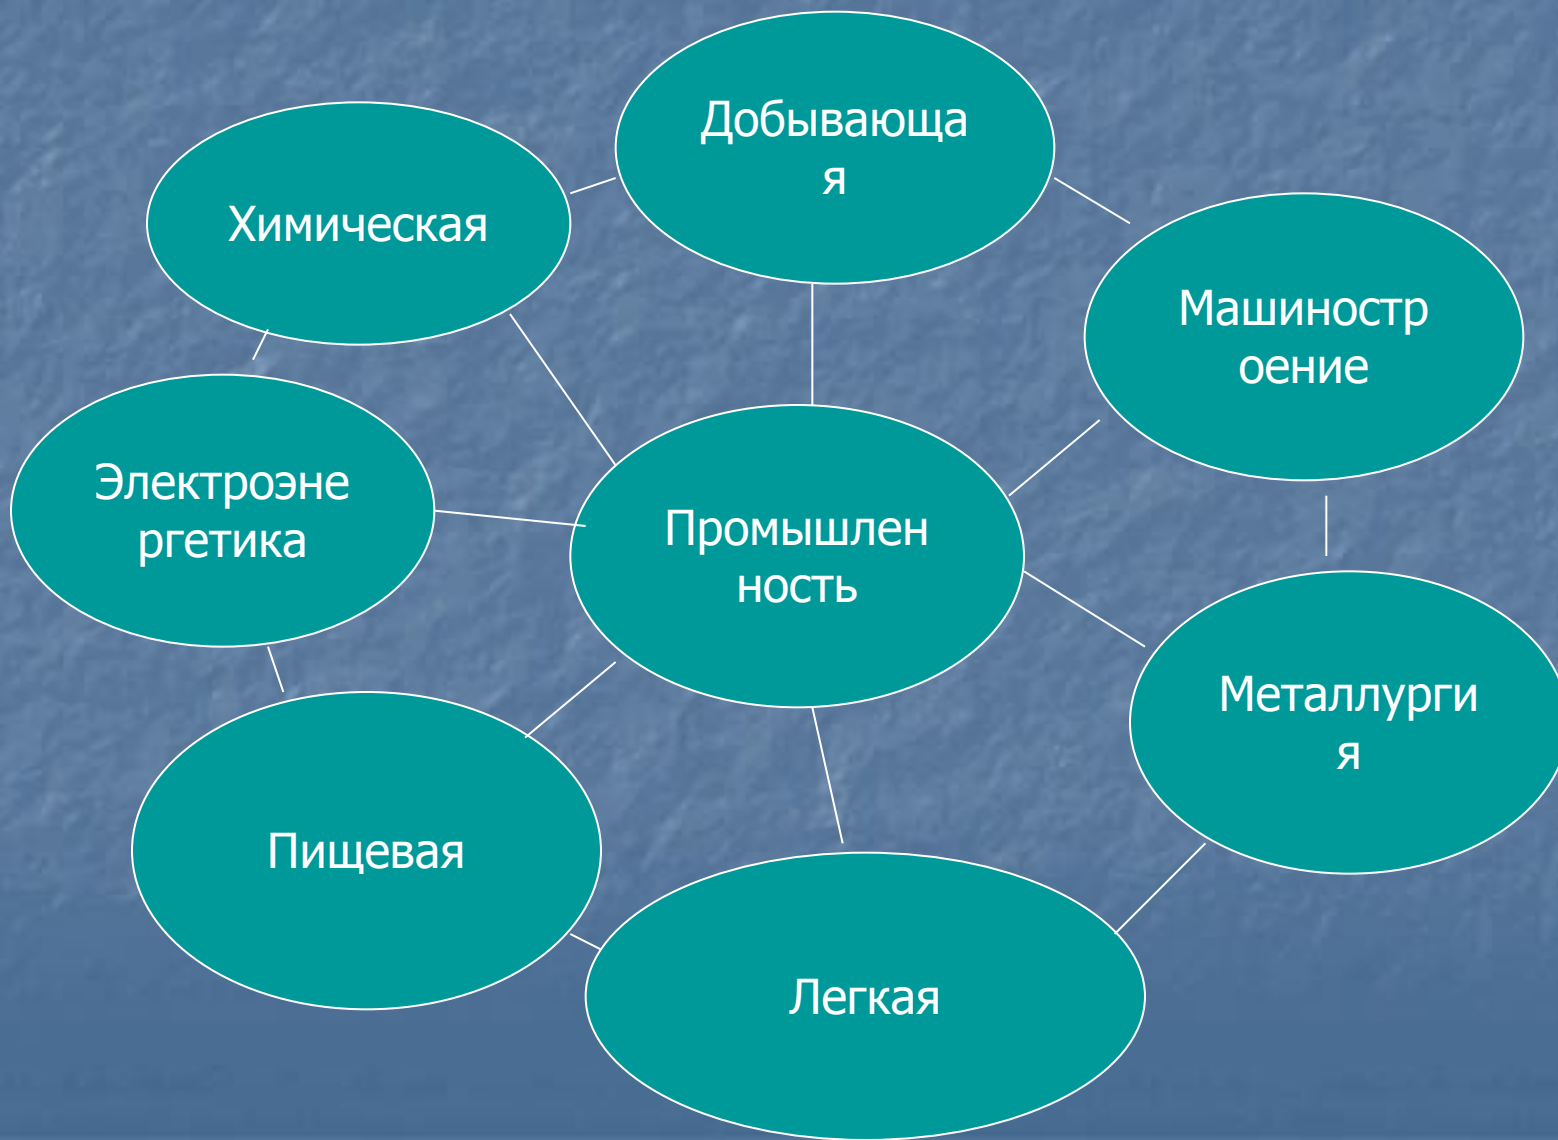 Добывающа
я
Химическая
Машиностр
оение
Электроэне
ргетика
Промышлен
ность
Металлурги
я
Пищевая
Легкая